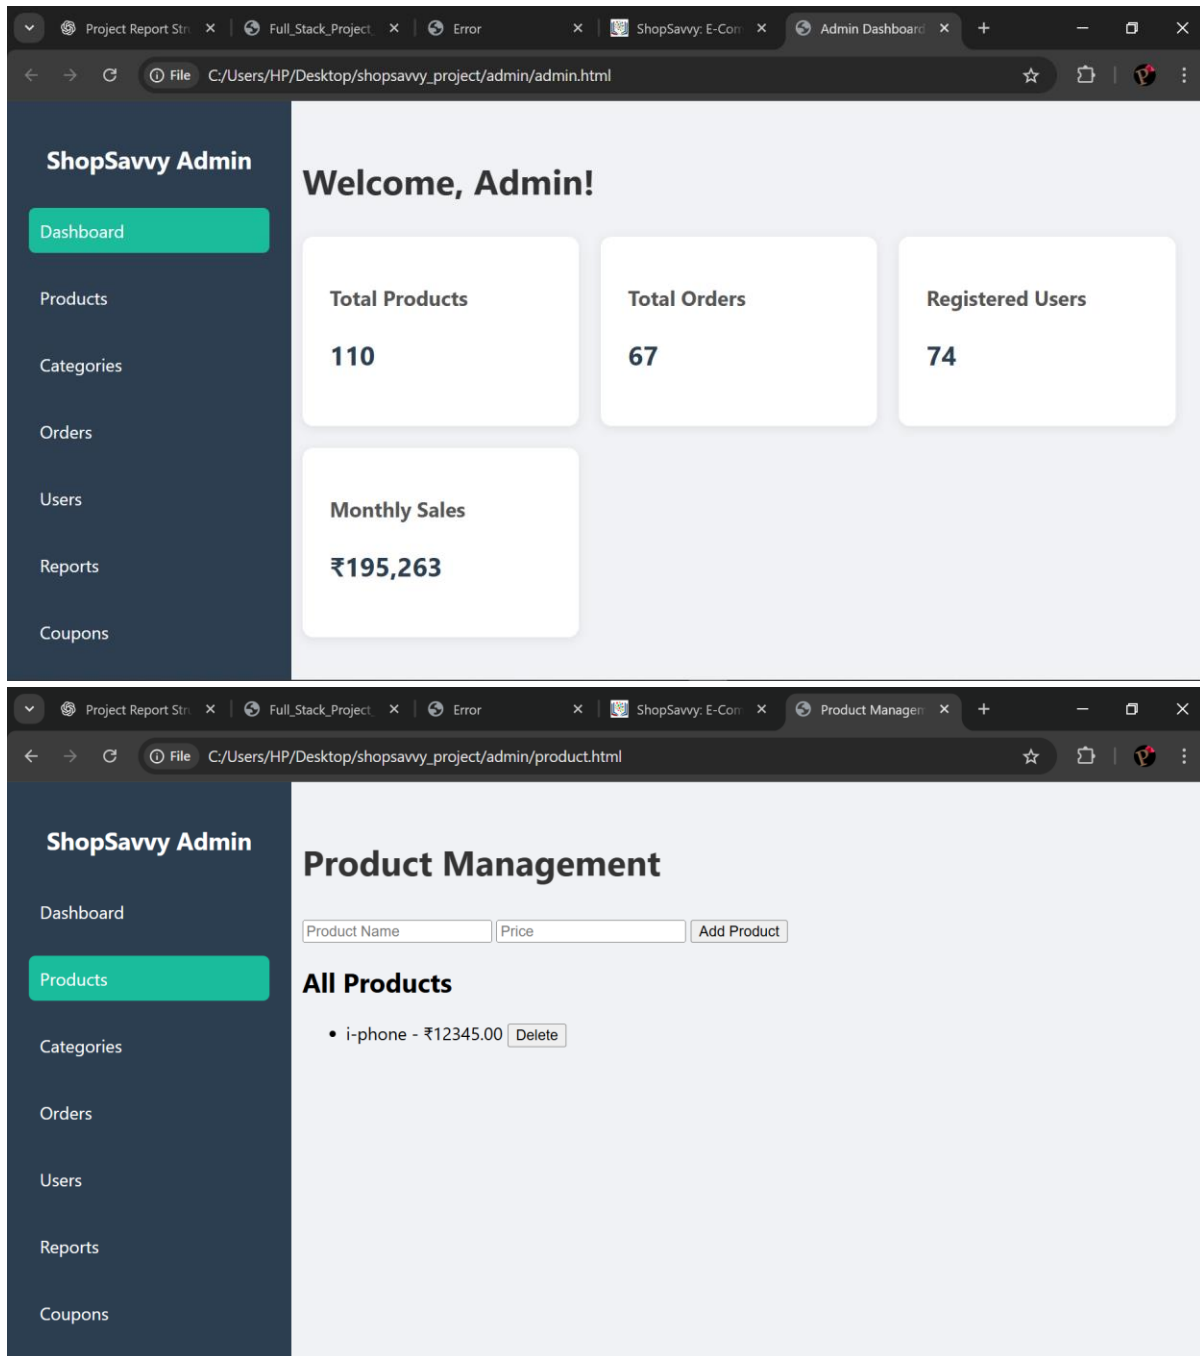 Project Report Str
Full_Stack_Project_
Error
ShopSavvy: E-Com
Admin Dashboard
File C:/Users/HP/Desktop/shopsavvy_project/admin/admin.html
ShopSavvy Admin
Dashboard
Products
Categories
Orders
Users
Reports
Coupons
Welcome, Admin!
Total Products
110
Total Orders
67
Registered Users
74
Monthly Sales
₹195,263
Project Report Str
Full_Stack_Project_
Error
ShopSavvy: E-Com
Product Managem
File C:/Users/HP/Desktop/shopsavvy_project/admin/product.html
ShopSavvy Admin
Dashboard
Products
Categories
Orders
Users
Reports
Coupons
Product Management
Product Name Price Add Product
All Products
• i-phone - ₹12345.00 Delete